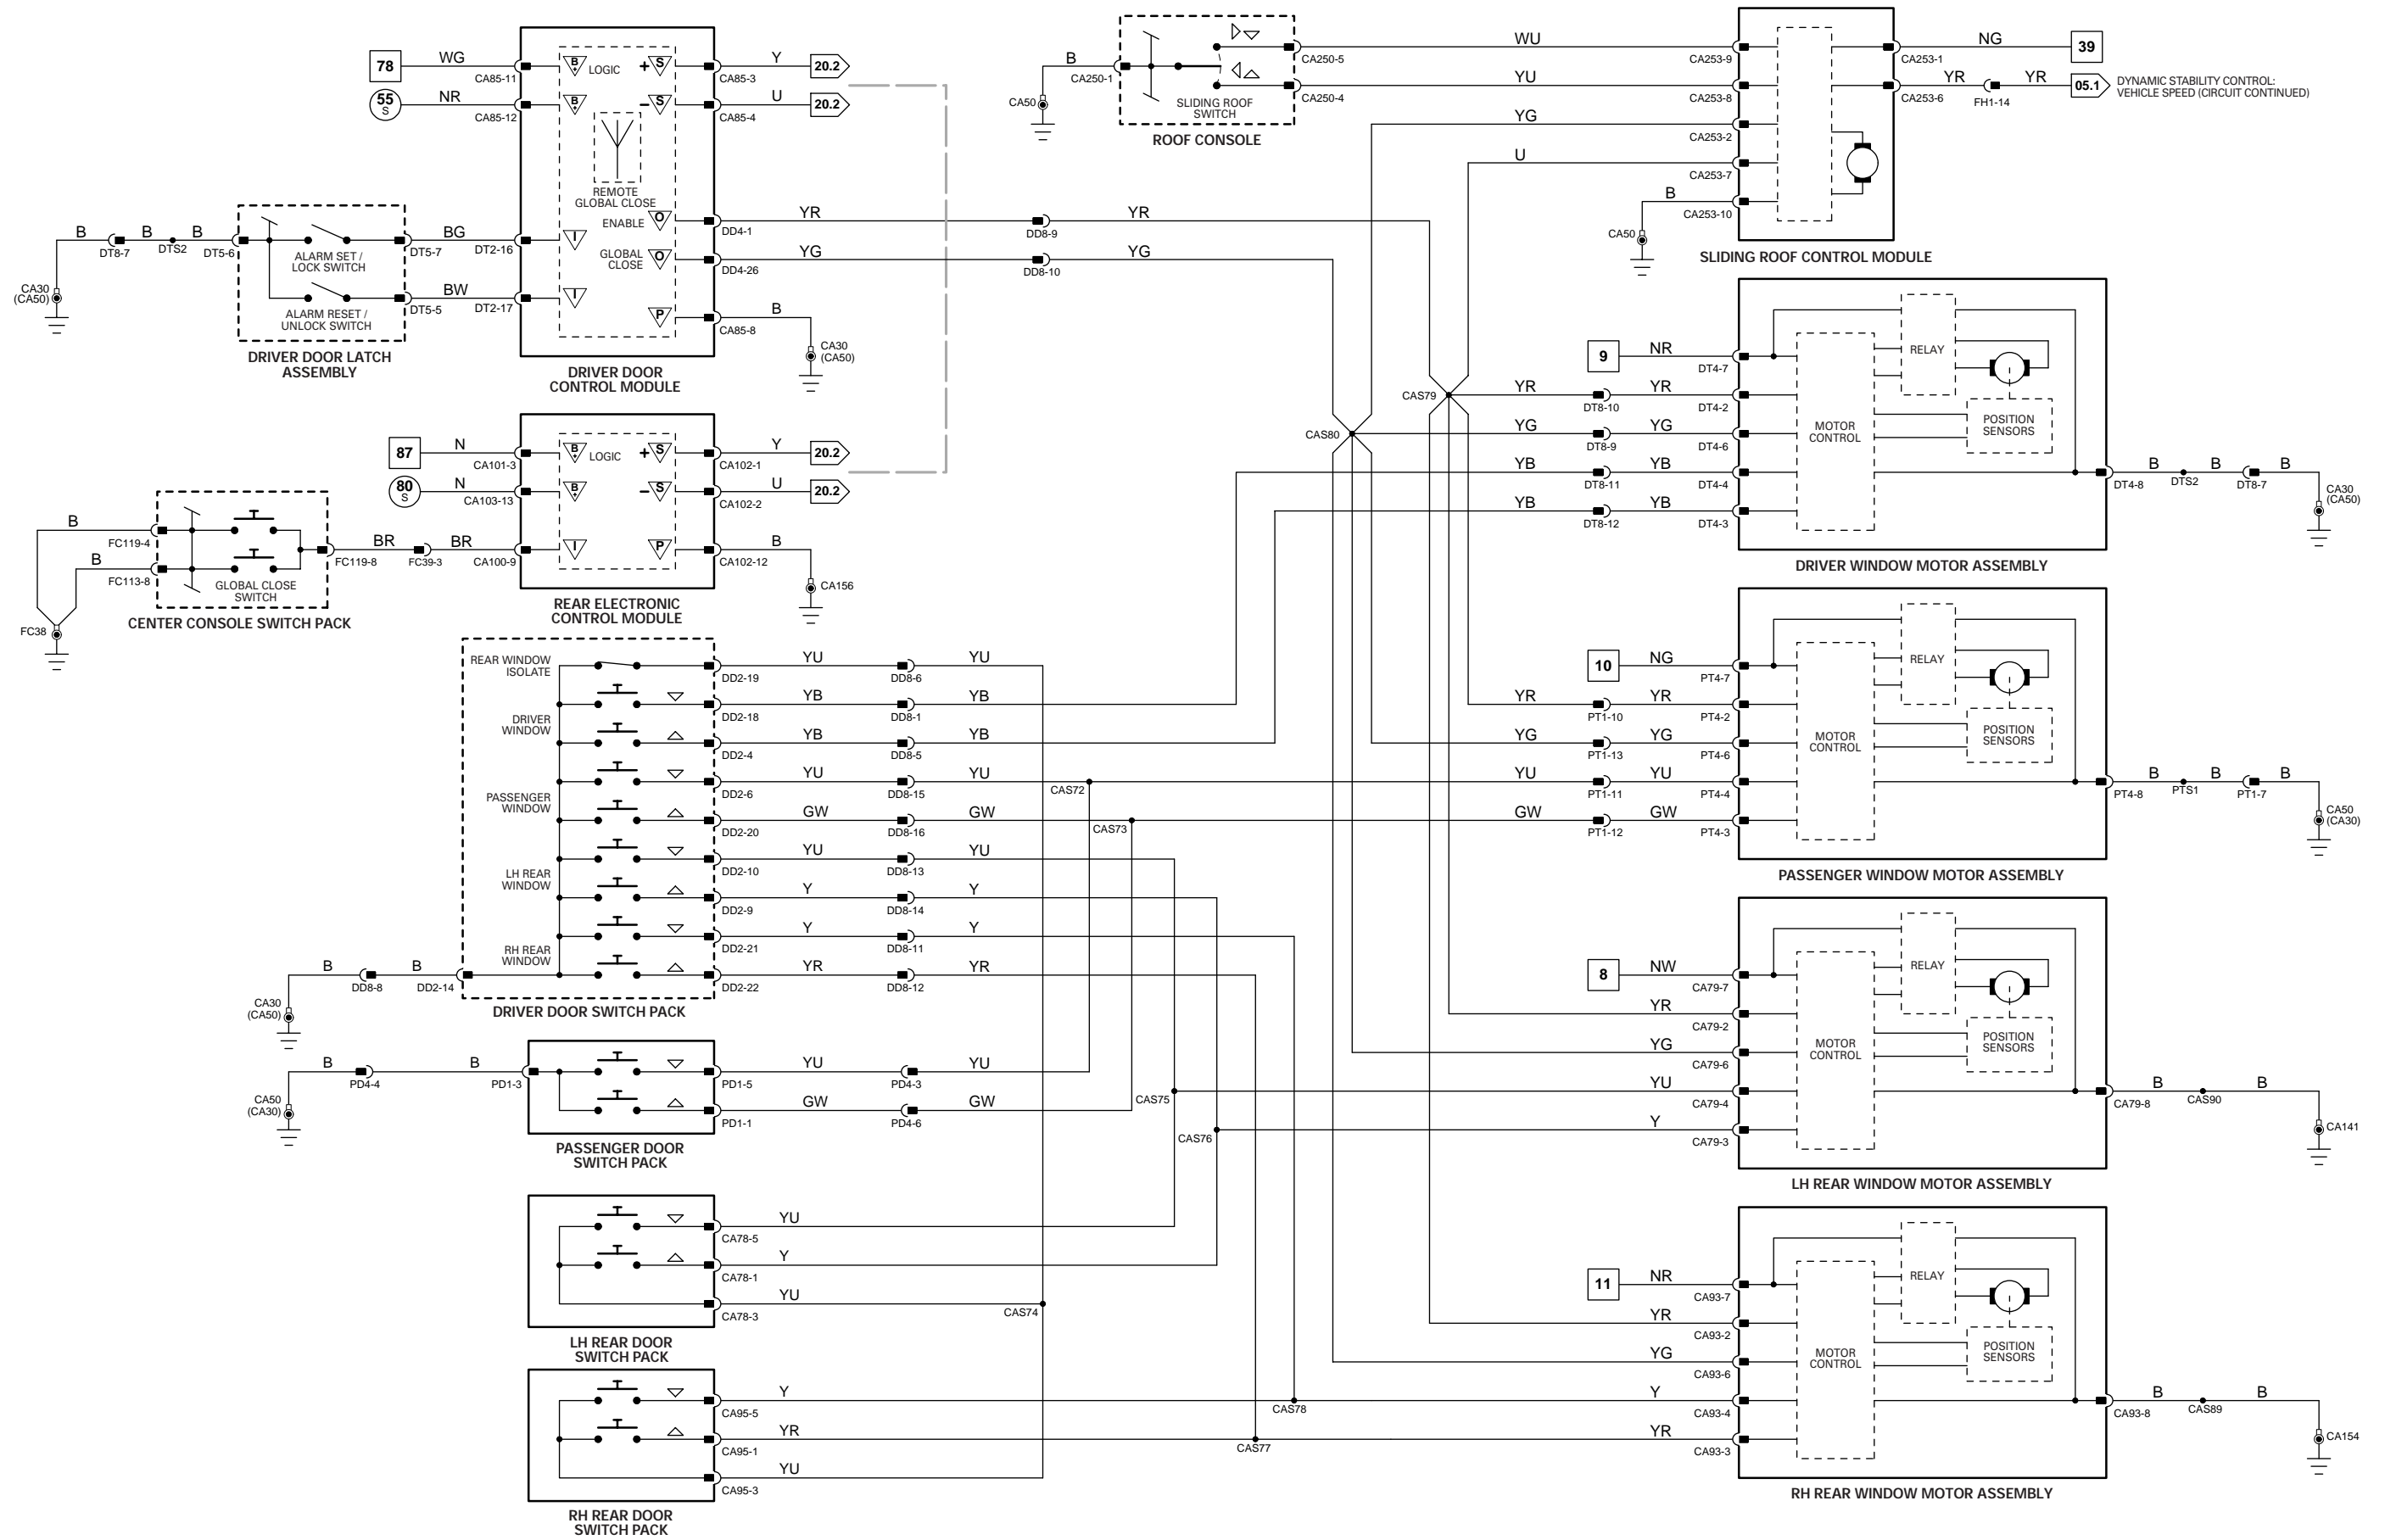 78
WG
CA85-11
55
S
NR
CA85-12
B+
LOGIC
+ S
B+
– S
Y
CA85-3
20.2
U
CA85-4
20.2
REMOTE
GLOBAL CLOSE
ENABLE
O
YR
DD4-1
DD8-9
YR
GLOBAL
CLOSE
O
YG
DD4-26
DD8-10
YG
I
I
P
B
CA85-8
CA30
(CA50)
DRIVER DOOR
CONTROL MODULE
B
DT8-7
B
DTS2
B
DT5-6
CA30
(CA50)
ALARM SET /
LOCK SWITCH
ALARM RESET /
UNLOCK SWITCH
BG
DT5-7
DT2-16
BW
DT5-5
DT2-17
DRIVER DOOR LATCH
ASSEMBLY
87
N
CA101-3
80
S
N
CA103-13
B+
LOGIC
+ S
B+
– S
I
P
Y
CA102-1
20.2
U
CA102-2
20.2
B
CA102-12
CA156
REAR ELECTRONIC
CONTROL MODULE
B
FC119-4
B
FC113-8
FC38
GLOBAL CLOSE
SWITCH
BR
FC119-8
FC39-3
BR
CA100-9
CENTER CONSOLE SWITCH PACK
REAR WINDOW
ISOLATE
YU
DD2-19
DD8-6
YU
DRIVER
WINDOW
YB
DD2-18
DD8-1
YB
YB
DD2-4
DD8-5
YB
PASSENGER
WINDOW
YU
DD2-6
DD8-15
YU
CAS72
GW
DD2-20
DD8-16
GW
CAS73
LH REAR
WINDOW
YU
DD2-10
DD8-13
YU
Y
DD2-9
DD8-14
Y
RH REAR
WINDOW
Y
DD2-21
DD8-11
Y
YR
DD2-22
DD8-12
YR
B
DD8-8
B
DD2-14
CA30
(CA50)
DRIVER DOOR SWITCH PACK
B
PD4-4
B
PD1-3
CA50
(CA30)
YU
PD1-5
PD4-3
YU
GW
PD1-1
PD4-6
GW
PASSENGER DOOR
SWITCH PACK
CAS75
CAS76
YU
CA78-5
Y
CA78-1
YU
CA78-3
CAS74
LH REAR DOOR
SWITCH PACK
Y
CA95-5
CAS78
YR
CA95-1
CAS77
YU
CA95-3
RH REAR DOOR
SWITCH PACK
B
CA250-1
CA50
SLIDING ROOF
SWITCH
ROOF CONSOLE
CA250-5
WU
CA253-9
CA250-4
YU
CA253-8
YG
CA253-2
U
CA253-7
B
CA253-10
CA50
NG
CA253-1
39
YR
CA253-6
FH1-14
YR
05.1
DYNAMIC STABILITY CONTROL:
VEHICLE SPEED (CIRCUIT CONTINUED)
SLIDING ROOF CONTROL MODULE
CAS79
CAS80
9
NR
DT4-7
YR
DT8-10
YR
DT4-2
YG
DT8-9
YG
DT4-6
YB
DT8-11
YB
DT4-4
YB
DT8-12
YB
DT4-3
MOTOR
CONTROL
RELAY
POSITION
SENSORS
B
DT4-8
DTS2
B
DT8-7
B
CA30
(CA50)
DRIVER WINDOW MOTOR ASSEMBLY
10
NG
PT4-7
YR
PT1-10
YR
PT4-2
YG
PT1-13
YG
PT4-6
YU
PT1-11
YU
PT4-4
GW
PT1-12
GW
PT4-3
MOTOR
CONTROL
RELAY
POSITION
SENSORS
B
PT4-8
PTS1
B
PT1-7
B
CA50
(CA30)
PASSENGER WINDOW MOTOR ASSEMBLY
8
NW
CA79-7
YR
CA79-2
YG
CA79-6
YU
CA79-4
Y
CA79-3
MOTOR
CONTROL
RELAY
POSITION
SENSORS
B
CA79-8
CAS90
B
CA141
LH REAR WINDOW MOTOR ASSEMBLY
11
NR
CA93-7
YR
CA93-2
YG
CA93-6
Y
CA93-4
YR
CA93-3
MOTOR
CONTROL
RELAY
POSITION
SENSORS
B
CA93-8
CAS89
B
CA154
RH REAR WINDOW MOTOR ASSEMBLY